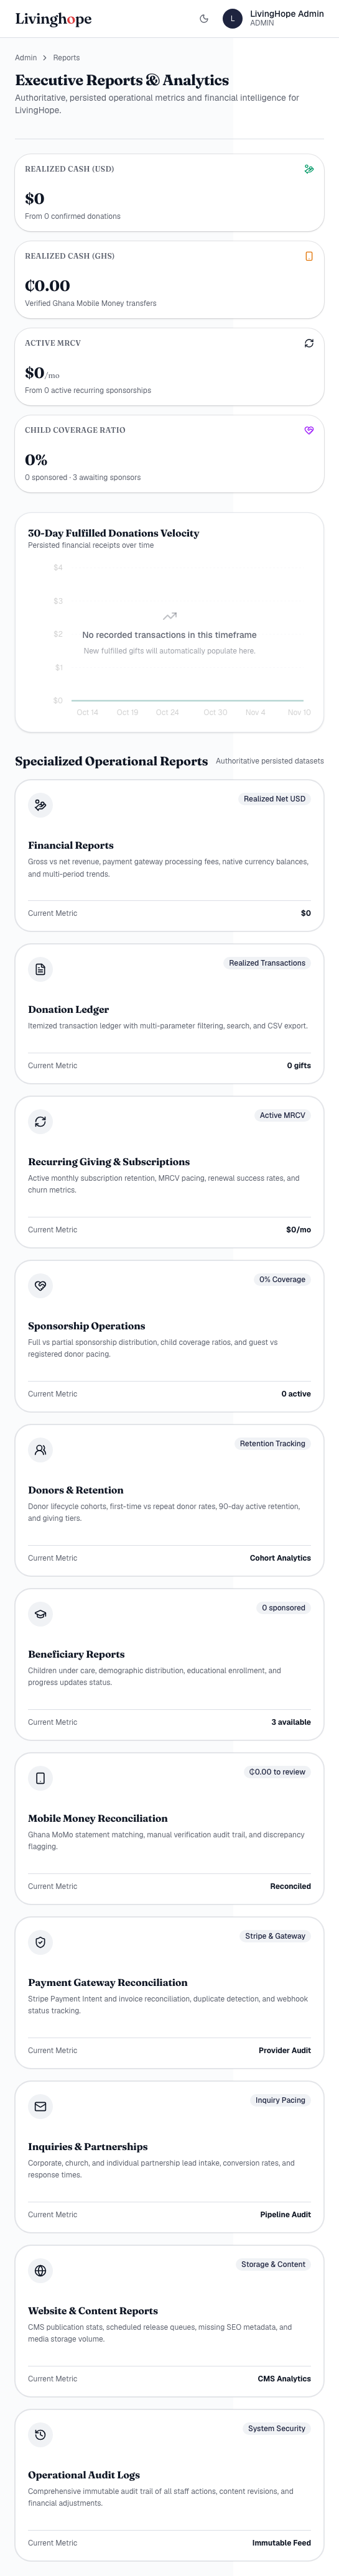 Livinghope
L
LivingHope Admin
ADMIN
Admin > Reports
Executive Reports & Analytics
Authoritative, persisted operational metrics and financial intelligence for
LivingHope.
REALIZED CASH (USD)
$0
From 0 confirmed donations
REALIZED CASH (GHS)
₵0.00
Verified Ghana Mobile Money transfers
ACTIVE MRCV
$0/mo
From 0 active recurring sponsorships
CHILD COVERAGE RATIO
0%
0 sponsored · 3 awaiting sponsors
30-Day Fulfilled Donations Velocity
Persisted financial receipts over time
$4
$3
$2
$1
$0
No recorded transactions in this timeframe
New fulfilled gifts will automatically populate here.
Oct 14 Oct 19 Oct 24 Oct 30 Nov 4 Nov 10
Specialized Operational Reports
Authoritative persisted datasets
Realized Net USD
Financial Reports
Gross vs net revenue, payment gateway processing fees, native currency balances,
and multi-period trends.
Current Metric $0
Realized Transactions
Donation Ledger
Itemized transaction ledger with multi-parameter filtering, search, and CSV export.
Current Metric 0 gifts
Active MRCV
Recurring Giving & Subscriptions
Active monthly subscription retention, MRCV pacing, renewal success rates, and
churn metrics.
Current Metric $0/mo
0% Coverage
Sponsorship Operations
Full vs partial sponsorship distribution, child coverage ratios, and guest vs
registered donor pacing.
Current Metric 0 active
Retention Tracking
Donors & Retention
Donor lifecycle cohorts, first-time vs repeat donor rates, 90-day active retention,
and giving tiers.
Current Metric Cohort Analytics
0 sponsored
Beneficiary Reports
Children under care, demographic distribution, educational enrollment, and
progress updates status.
Current Metric 3 available
₵0.00 to review
Mobile Money Reconciliation
Ghana MoMo statement matching, manual verification audit trail, and discrepancy
flagging.
Current Metric Reconciled
Stripe & Gateway
Payment Gateway Reconciliation
Stripe Payment Intent and invoice reconciliation, duplicate detection, and webhook
status tracking.
Current Metric Provider Audit
Inquiry Pacing
Inquiries & Partnerships
Corporate, church, and individual partnership lead intake, conversion rates, and
response times.
Current Metric Pipeline Audit
Storage & Content
Website & Content Reports
CMS publication stats, scheduled release queues, missing SEO metadata, and
media storage volume.
Current Metric CMS Analytics
System Security
Operational Audit Logs
Comprehensive immutable audit trail of all staff actions, content revisions, and
financial adjustments.
Current Metric Immutable Feed